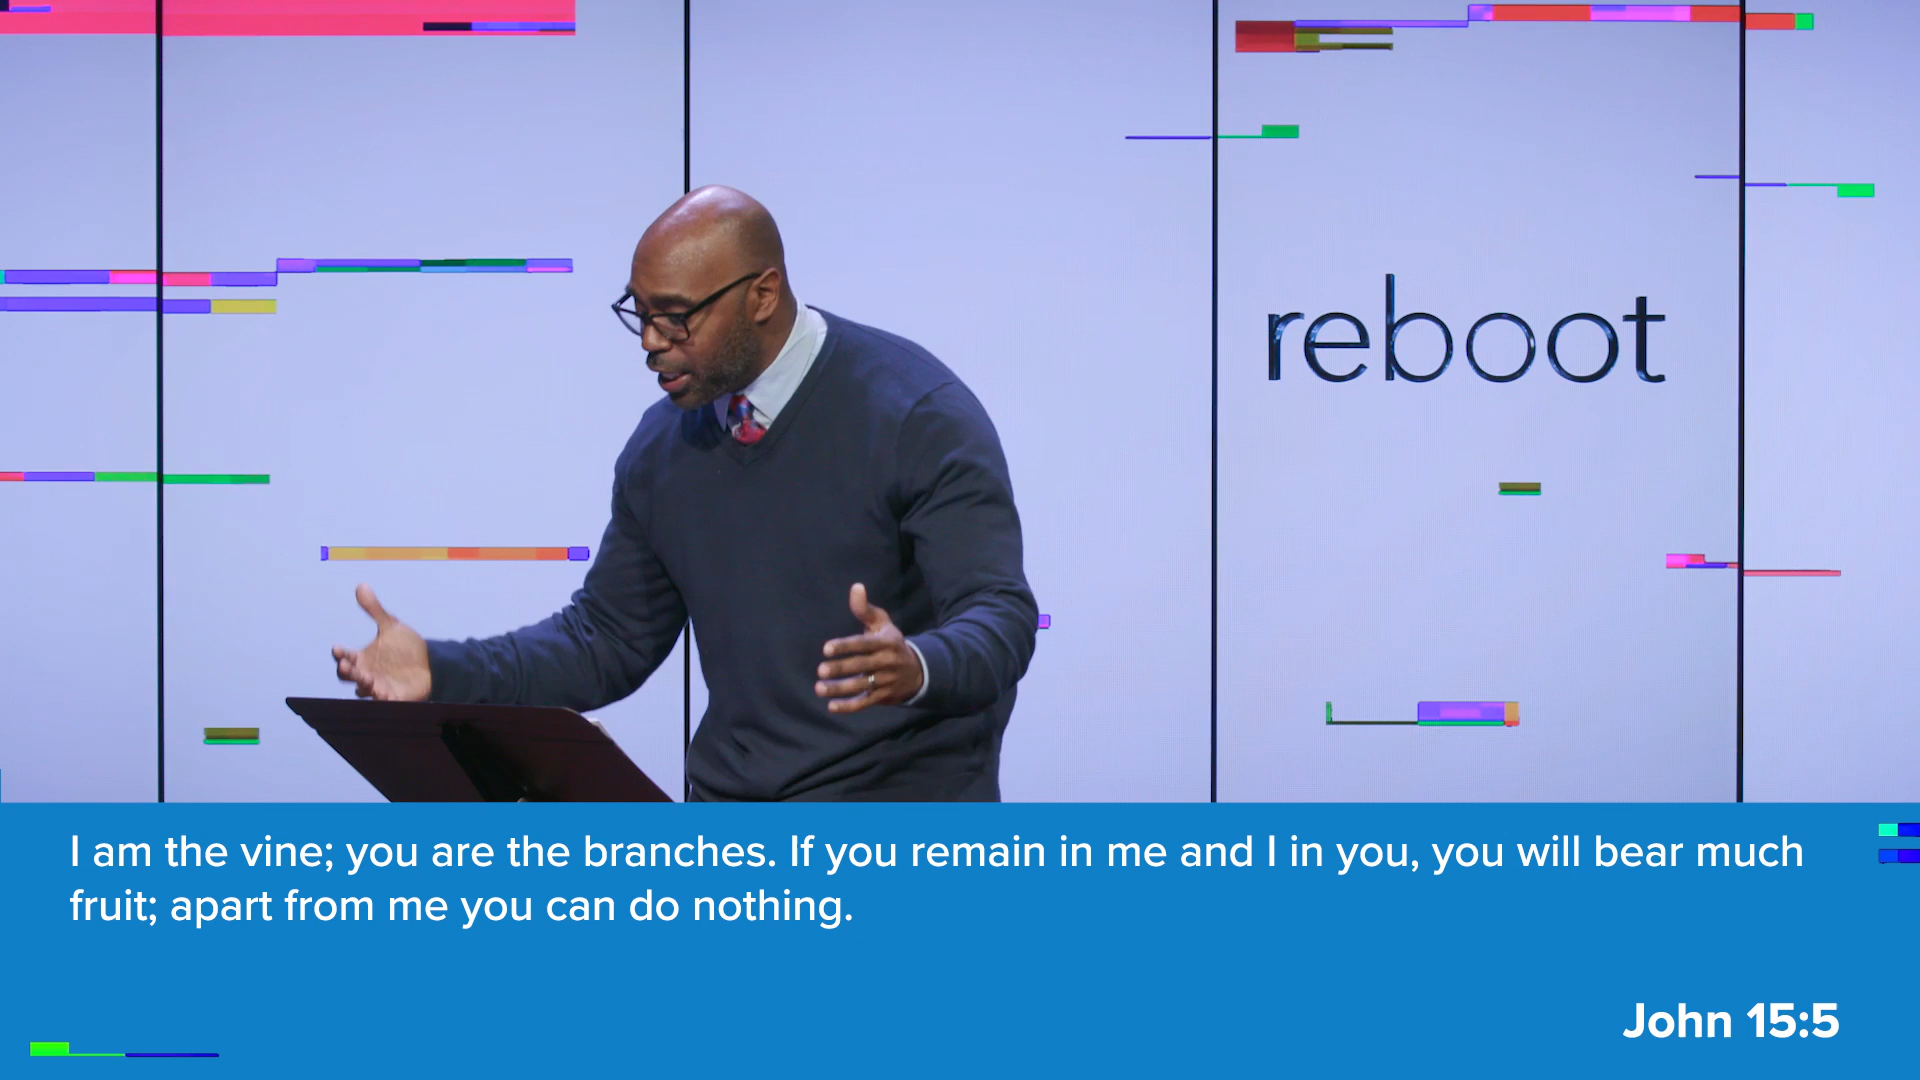 reboot
I am the vine; you are the branches. If you remain in me and I in you, you will bear much
fruit; apart from me you can do nothing.
John 15:5